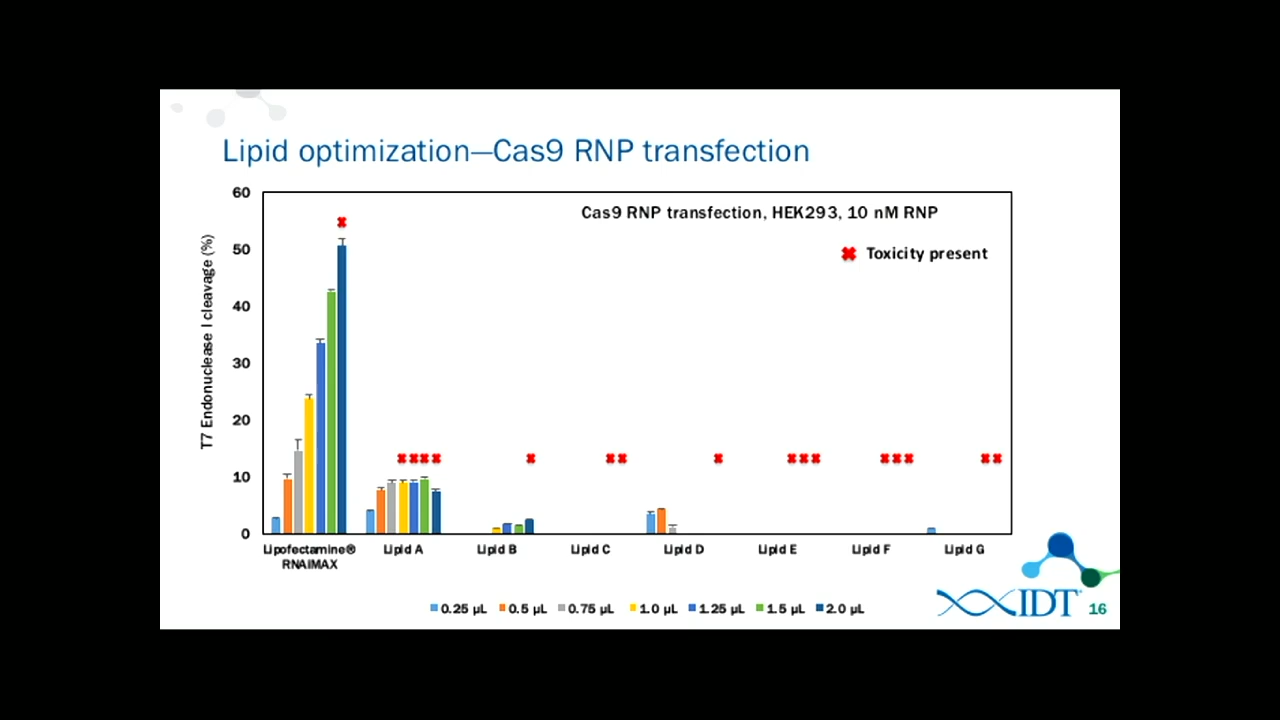 Lipid optimization—Cas9 RNP transfection
60
Cas9 RNP transfection, HEK293, 10 nM RNP
50
Toxicity present
40
30
20
10
0
T7 Endonuclease I cleavage (%)
Lipofectamine® RNAiMAX
Lipid A
Lipid B
Lipid C
Lipid D
Lipid E
Lipid F
Lipid G
0.25 µL 0.5 µL 0.75 µL 1.0 µL 1.25 µL 1.5 µL 2.0 µL
IDT
16